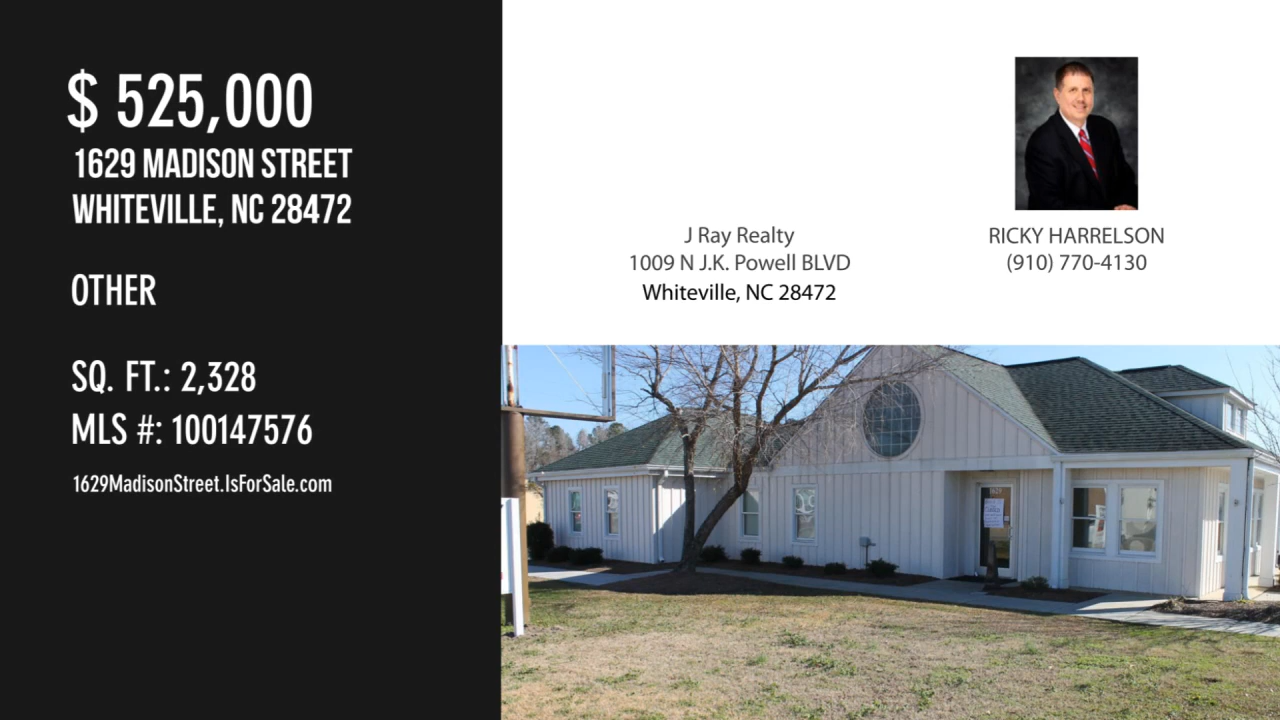 $ 525,000
1629 MADISON STREET
WHITEVILLE, NC 28472
OTHER
SQ. FT.: 2,328
MLS #: 100147576
1629MadisonStreet.IsForSale.com
J Ray Realty
1009 N J.K. Powell BLVD
Whiteville, NC 28472
RICKY HARRELSON
(910) 770-4130